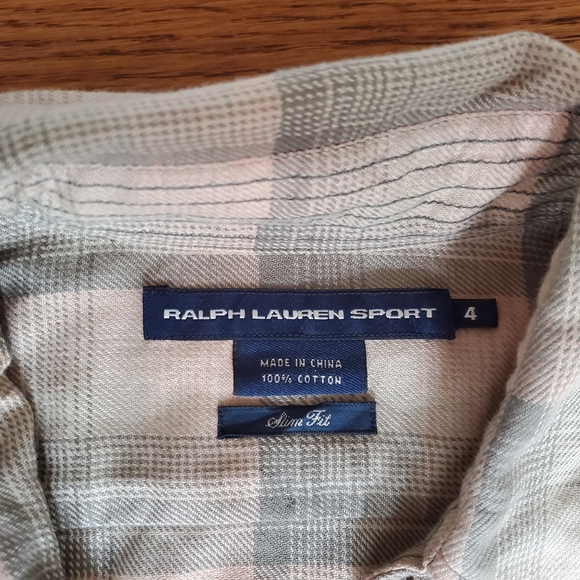 RALPH LAUREN SPORT 4
MADE IN CHINA
100% COTTON
Slim Fit